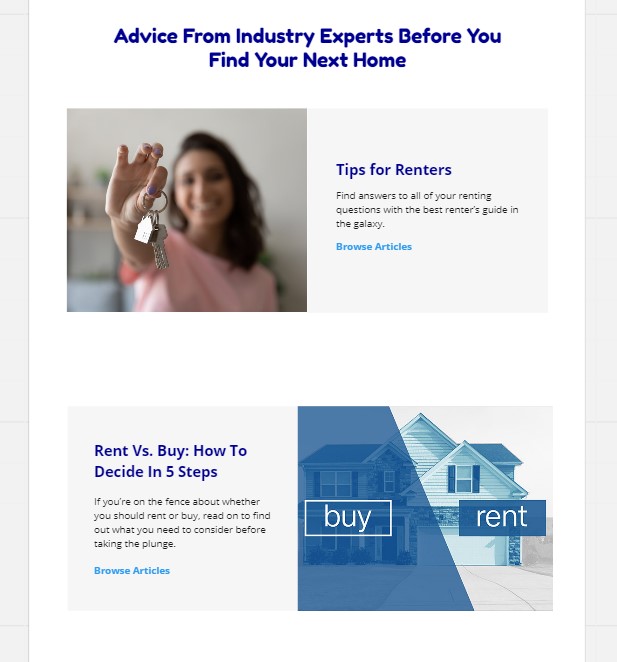 Advice From Industry Experts Before You
Find Your Next Home
Tips for Renters
Find answers to all of your renting
questions with the best renter's guide in
the galaxy.
Browse Articles
Rent Vs. Buy: How To
Decide In 5 Steps
If you're on the fence about whether
you should rent or buy, read on to find
out what you need to consider before
taking the plunge.
Browse Articles
buy
rent